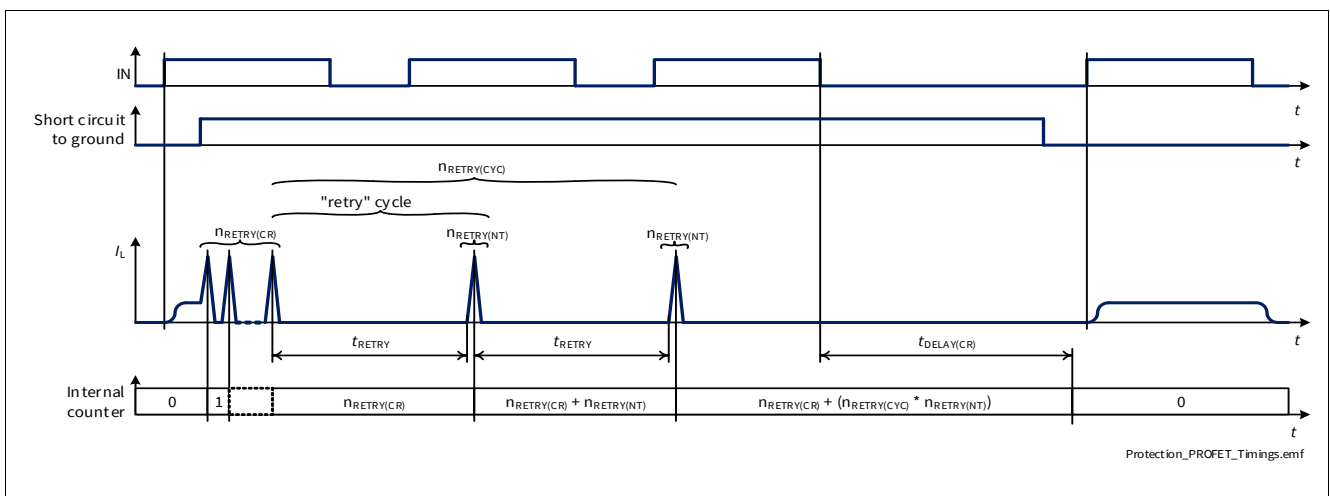 IN
t
Short circuit
to ground
t
nRETRY(CYC)
"retry" cycle
nRETRY(CR)
nRETRY(NT)
nRETRY(NT)
IL
t
tRETRY
tRETRY
tDELAY(CR)
Internal
counter
0
1
nRETRY(CR)
nRETRY(CR) + nRETRY(NT)
nRETRY(CR) + (nRETRY(CYC) * nRETRY(NT))
0
t
Protection_PROFET_Timings.emf